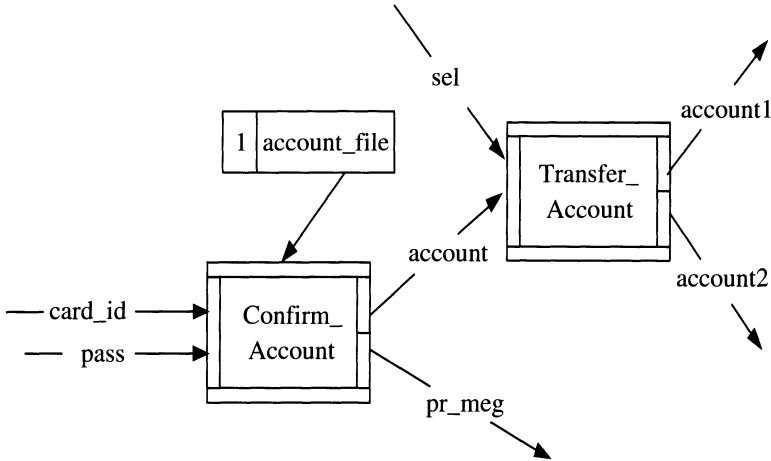 sel
account1
1 account_file
Transfer_
Account
account
account2
card_id
Confirm_
pass
Account
pr_meg